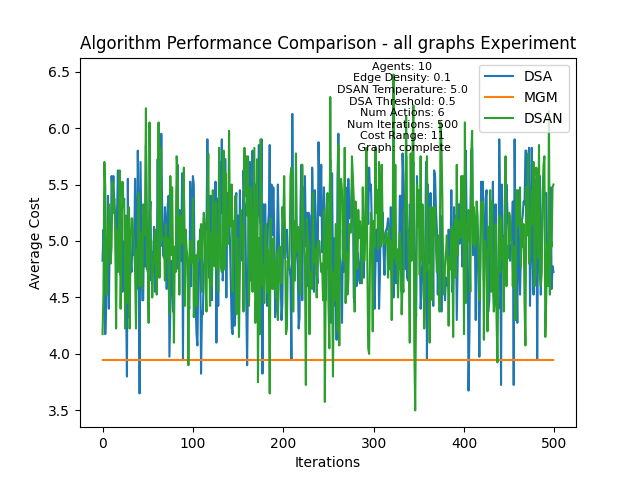 Algorithm Performance Comparison - all graphs Experiment
Agents: 10
Edge Density: 0.1
DSAN Temperature: 5.0
DSA Threshold: 0.5
Num Actions: 6
Num Iterations: 500
Cost Range: 11
Graph: complete
DSA
MGM
DSAN
6.5
6.0
5.5
5.0
4.5
4.0
3.5
Average Cost
0
100
200
300
400
500
Iterations